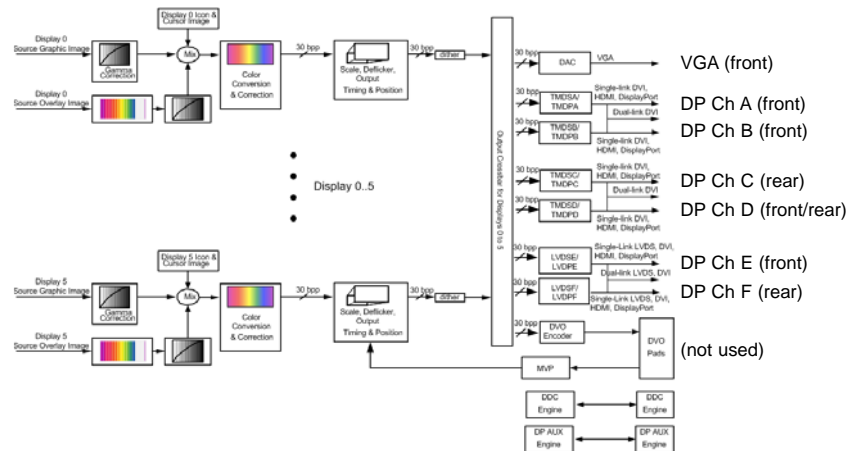 Display 0 Icon &
Cursor Image
Display 0
Source Graphic Image
Gamma
Correction
Mix
Display 0
Source Overlay Image
Color
Conversion
& Correction
30 bpp
Scale, Deflicker,
Output
Timing & Position
30 bpp
dither
Display 0..5
Display 5 Icon &
Cursor Image
Display 5
Source Graphic Image
Gamma
Correction
Mix
Display 5
Source Overlay Image
Color
Conversion
& Correction
30 bpp
Scale, Deflicker,
Output
Timing & Position
30 bpp
dither
Output Crossbar for Displays 0 to 5
30 bpp
DAC
VGA
VGA (front)
30 bpp
TMDSA/
TMDPA
Single-link DVI,
HDMI, DisplayPort
DP Ch A (front)
Dual-link DVI
30 bpp
TMDSB/
TMDPB
Single-link DVI,
HDMI, DisplayPort
DP Ch B (front)
30 bpp
TMDSC/
TMDPC
Single-link DVI,
HDMI, DisplayPort
DP Ch C (rear)
Dual-link DVI
30 bpp
TMDSD/
TMDPD
Single-link DVI,
HDMI, DisplayPort
DP Ch D (front/rear)
30 bpp
LVDSE/
LVDPE
Single-Link LVDS, DVI,
HDMI, DisplayPort
DP Ch E (front)
Dual-link LVDS, DVI
30 bpp
LVDSF/
LVDPF
Single-Link LVDS, DVI,
HDMI, DisplayPort
DP Ch F (rear)
30 bpp
DVO
Encoder
DVO
Pads
(not used)
MVP
DDC
Engine
DDC
Engine
DP AUX
Engine
DP AUX
Engine